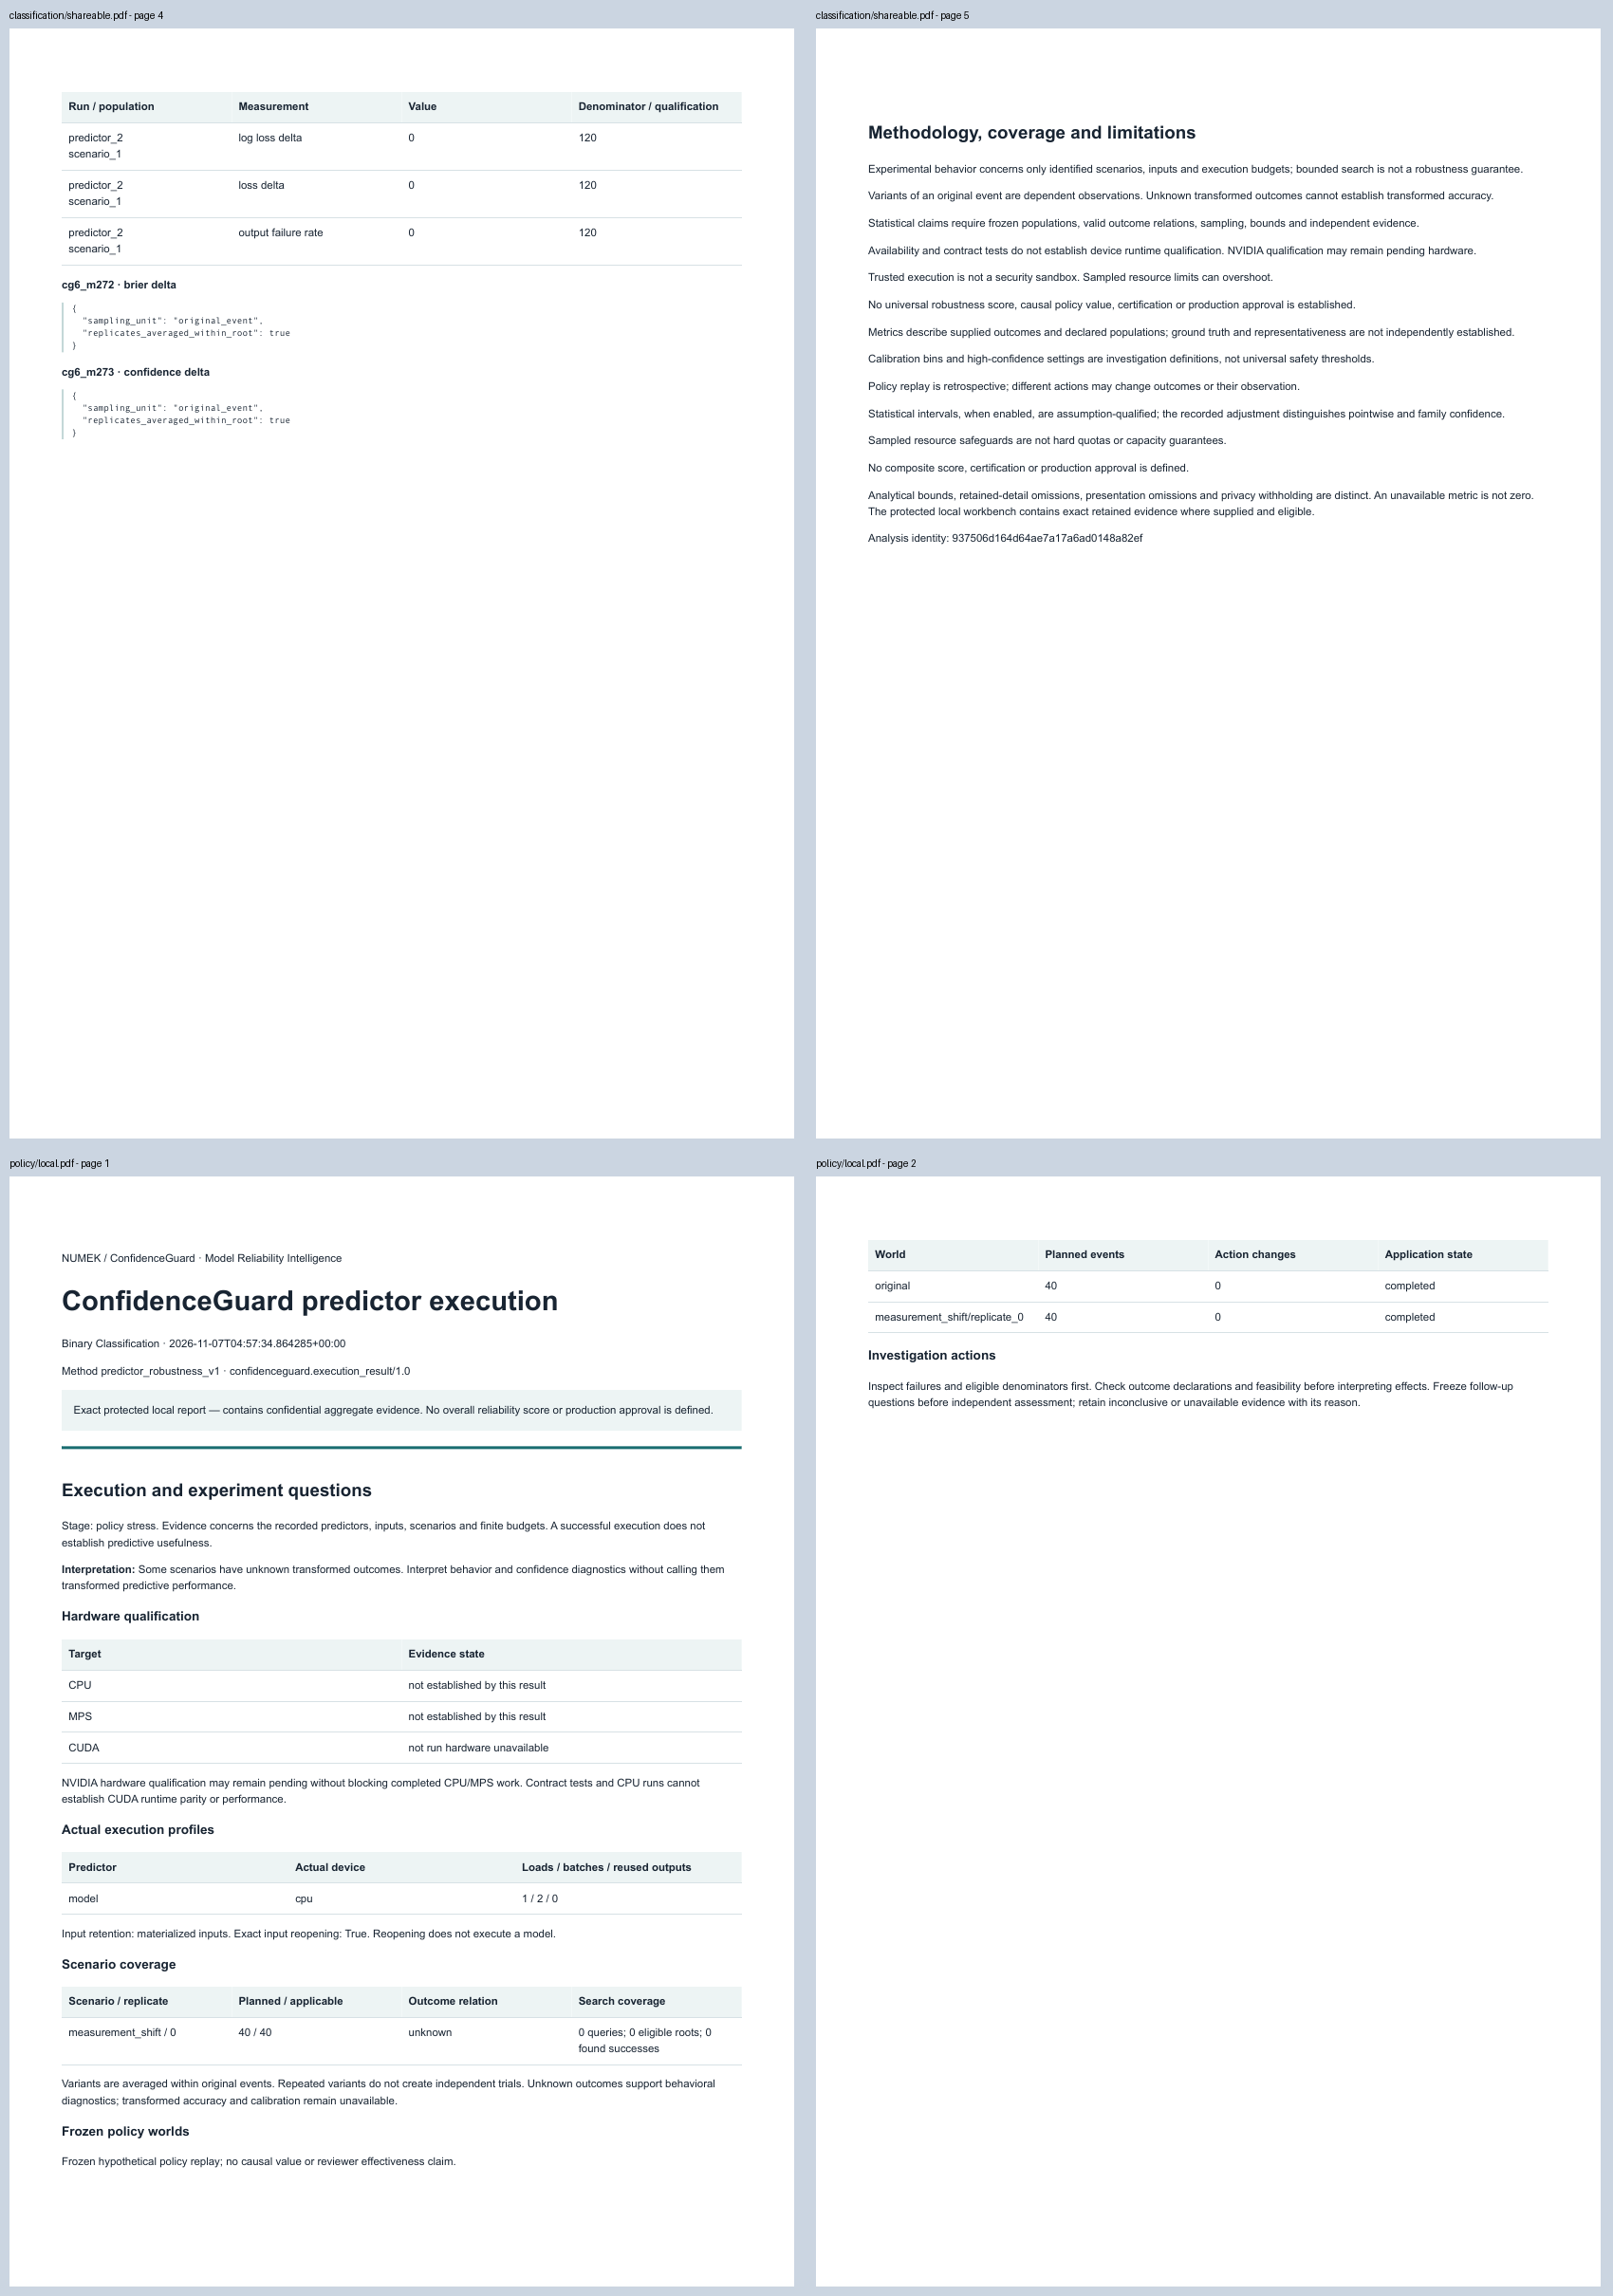 classification/shareable.pdf - page 4
Run / population Measurement Value Denominator / qualification
predictor_2
scenario_1 log loss delta 0 120
predictor_2
scenario_1 loss delta 0 120
predictor_2
scenario_1 output failure rate 0 120
cg6_m272 · brier delta
{
"sampling_unit": "original_event",
"replicates_averaged_within_root": true
}
cg6_m273 · confidence delta
{
"sampling_unit": "original_event",
"replicates_averaged_within_root": true
}
classification/shareable.pdf - page 5
Methodology, coverage and limitations
Experimental behavior concerns only identified scenarios, inputs and execution budgets; bounded search is not a robustness guarantee.
Variants of an original event are dependent observations. Unknown transformed outcomes cannot establish transformed accuracy.
Statistical claims require frozen populations, valid outcome relations, sampling, bounds and independent evidence.
Availability and contract tests do not establish device runtime qualification. NVIDIA qualification may remain pending hardware.
Trusted execution is not a security sandbox. Sampled resource limits can overshoot.
No universal robustness score, causal policy value, certification or production approval is established.
Metrics describe supplied outcomes and declared populations; ground truth and representativeness are not independently established.
Calibration bins and high-confidence settings are investigation definitions, not universal safety thresholds.
Policy replay is retrospective; different actions may change outcomes or their observation.
Statistical intervals, when enabled, are assumption-qualified; the recorded adjustment distinguishes pointwise and family confidence.
Sampled resource safeguards are not hard quotas or capacity guarantees.
No composite score, certification or production approval is defined.
Analytical bounds, retained-detail omissions, presentation omissions and privacy withholding are distinct. An unavailable metric is not zero.
The protected local workbench contains exact retained evidence where supplied and eligible.
Analysis identity: 937506d164d64ae7a17a6ad0148a82ef
policy/local.pdf - page 1
NUMEK / ConfidenceGuard · Model Reliability Intelligence
ConfidenceGuard predictor execution
Binary Classification · 2026-11-07T04:57:34.864285+00:00
Method predictor_robustness_v1 · confidenceguard.execution_result/1.0
Exact protected local report — contains confidential aggregate evidence. No overall reliability score or production approval is defined.
Execution and experiment questions
Stage: policy stress. Evidence concerns the recorded predictors, inputs, scenarios and finite budgets. A successful execution does not
establish predictive usefulness.
Interpretation: Some scenarios have unknown transformed outcomes. Interpret behavior and confidence diagnostics without calling them
transformed predictive performance.
Hardware qualification
Target Evidence state
CPU not established by this result
MPS not established by this result
CUDA not run hardware unavailable
NVIDIA hardware qualification may remain pending without blocking completed CPU/MPS work. Contract tests and CPU runs cannot
establish CUDA runtime parity or performance.
Actual execution profiles
Predictor Actual device Loads / batches / reused outputs
model cpu 1 / 2 / 0
Input retention: materialized inputs. Exact input reopening: True. Reopening does not execute a model.
Scenario coverage
Scenario / replicate Planned / applicable Outcome relation Search coverage
measurement_shift / 0 40 / 40 unknown 0 queries; 0 eligible roots; 0
found successes
Variants are averaged within original events. Repeated variants do not create independent trials. Unknown outcomes support behavioral
diagnostics; transformed accuracy and calibration remain unavailable.
Frozen policy worlds
Frozen hypothetical policy replay; no causal value or reviewer effectiveness claim.
policy/local.pdf - page 2
World Planned events Action changes Application state
original 40 0 completed
measurement_shift/replicate_0 40 0 completed
Investigation actions
Inspect failures and eligible denominators first. Check outcome declarations and feasibility before interpreting effects. Freeze follow-up
questions before independent assessment; retain inconclusive or unavailable evidence with its reason.